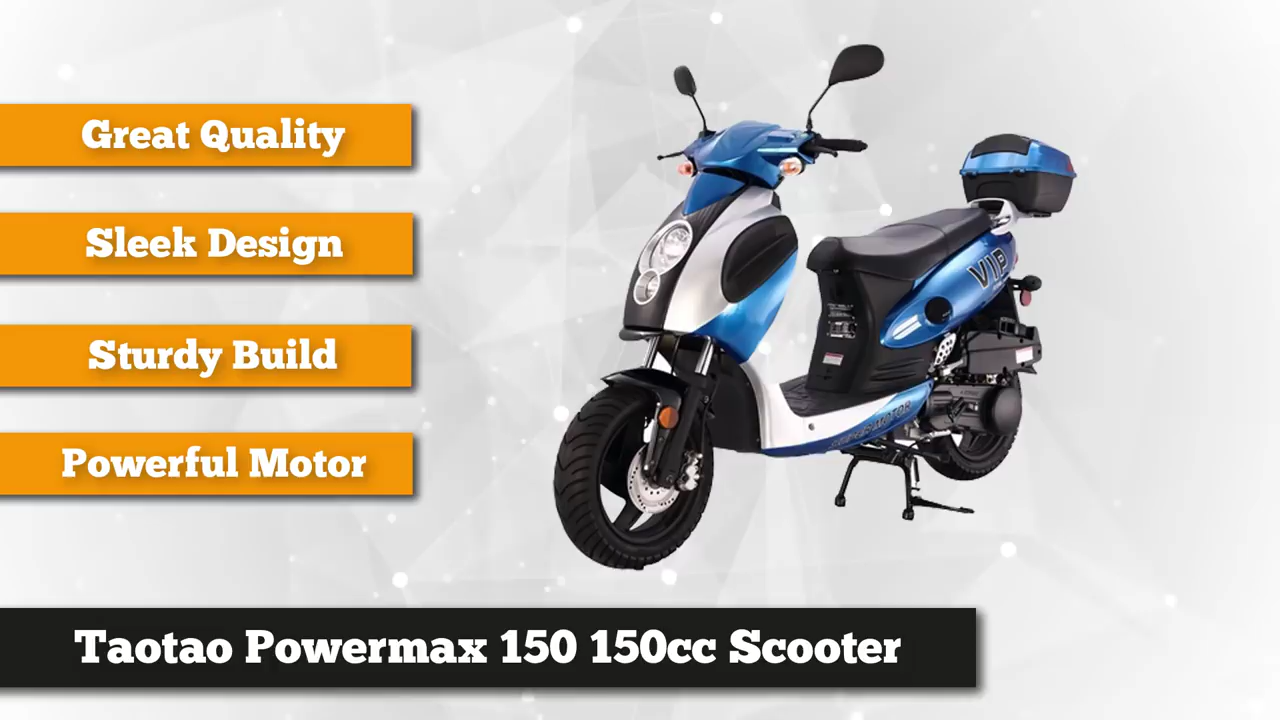 Great Quality
Sleek Design
Sturdy Build
Powerful Motor
VIP
Taotao Powermax 150 150cc Scooter